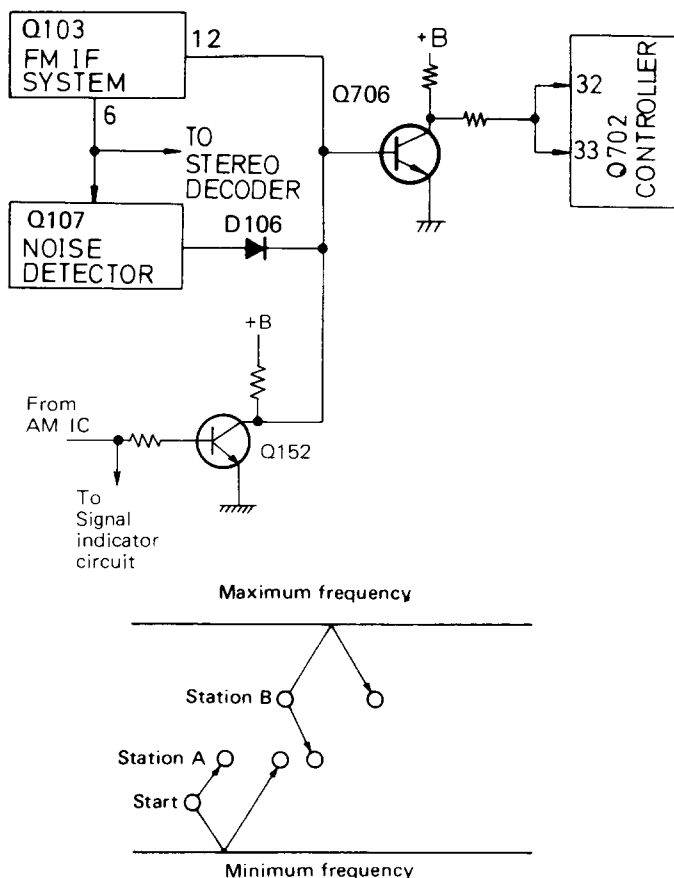 Q103
FM IF
SYSTEM
12
6
TO
STEREO
DECODER
Q107
NOISE
DETECTOR
D106
+B
Q706
32
33
Q702
CONTROLLER
+B
From
AM IC
Q152
To
Signal
indicator
circuit
Maximum frequency
Station B
Station A
Start
Minimum frequency